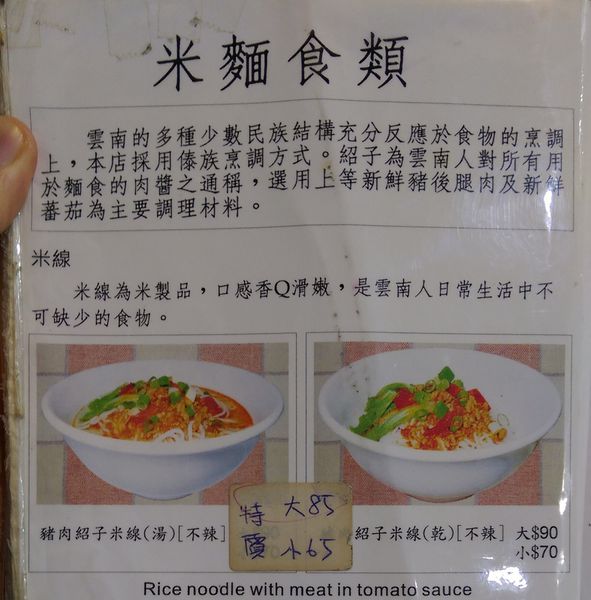 米麵食類
雲南的多種少數民族結構充分反應於食物的烹調
上，本店採用傣族烹調方式。紹子為雲南人對所有用
於麵食的肉醬之通稱，選用上等新鮮豬後腿肉及新鮮
蕃茄為主要調理材料。
米線
米線為米製品，口感香Q滑嫩，是雲南人日常生活中不
可缺少的食物。
豬肉紹子米線(湯)[不辣]
特 大85
價 小65
紹子米線(乾)[不辣] 大$90
小$70
Rice noodle with meat in tomato sauce